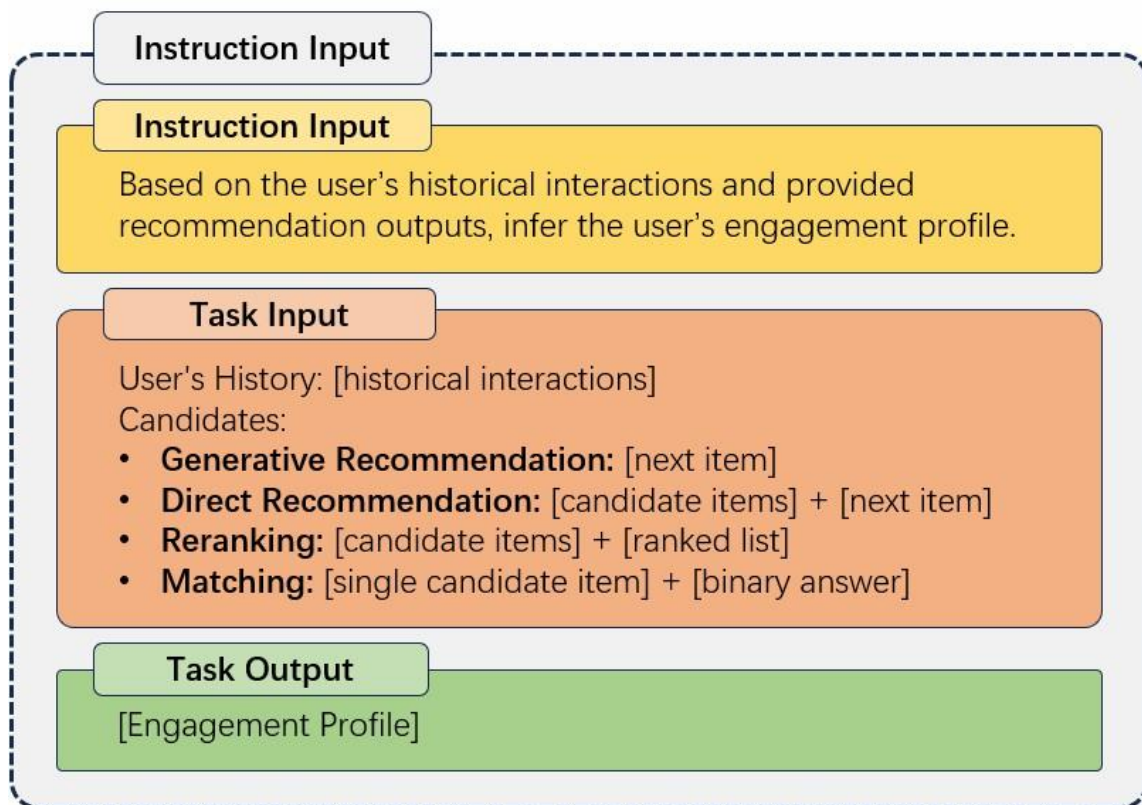 Instruction Input
Instruction Input
Based on the user’s historical interactions and provided
recommendation outputs, infer the user’s engagement profile.
Task Input
User's History: [historical interactions]
Candidates:
• Generative Recommendation: [next item]
• Direct Recommendation: [candidate items] + [next item]
• Reranking: [candidate items] + [ranked list]
• Matching: [single candidate item] + [binary answer]
Task Output
[Engagement Profile]